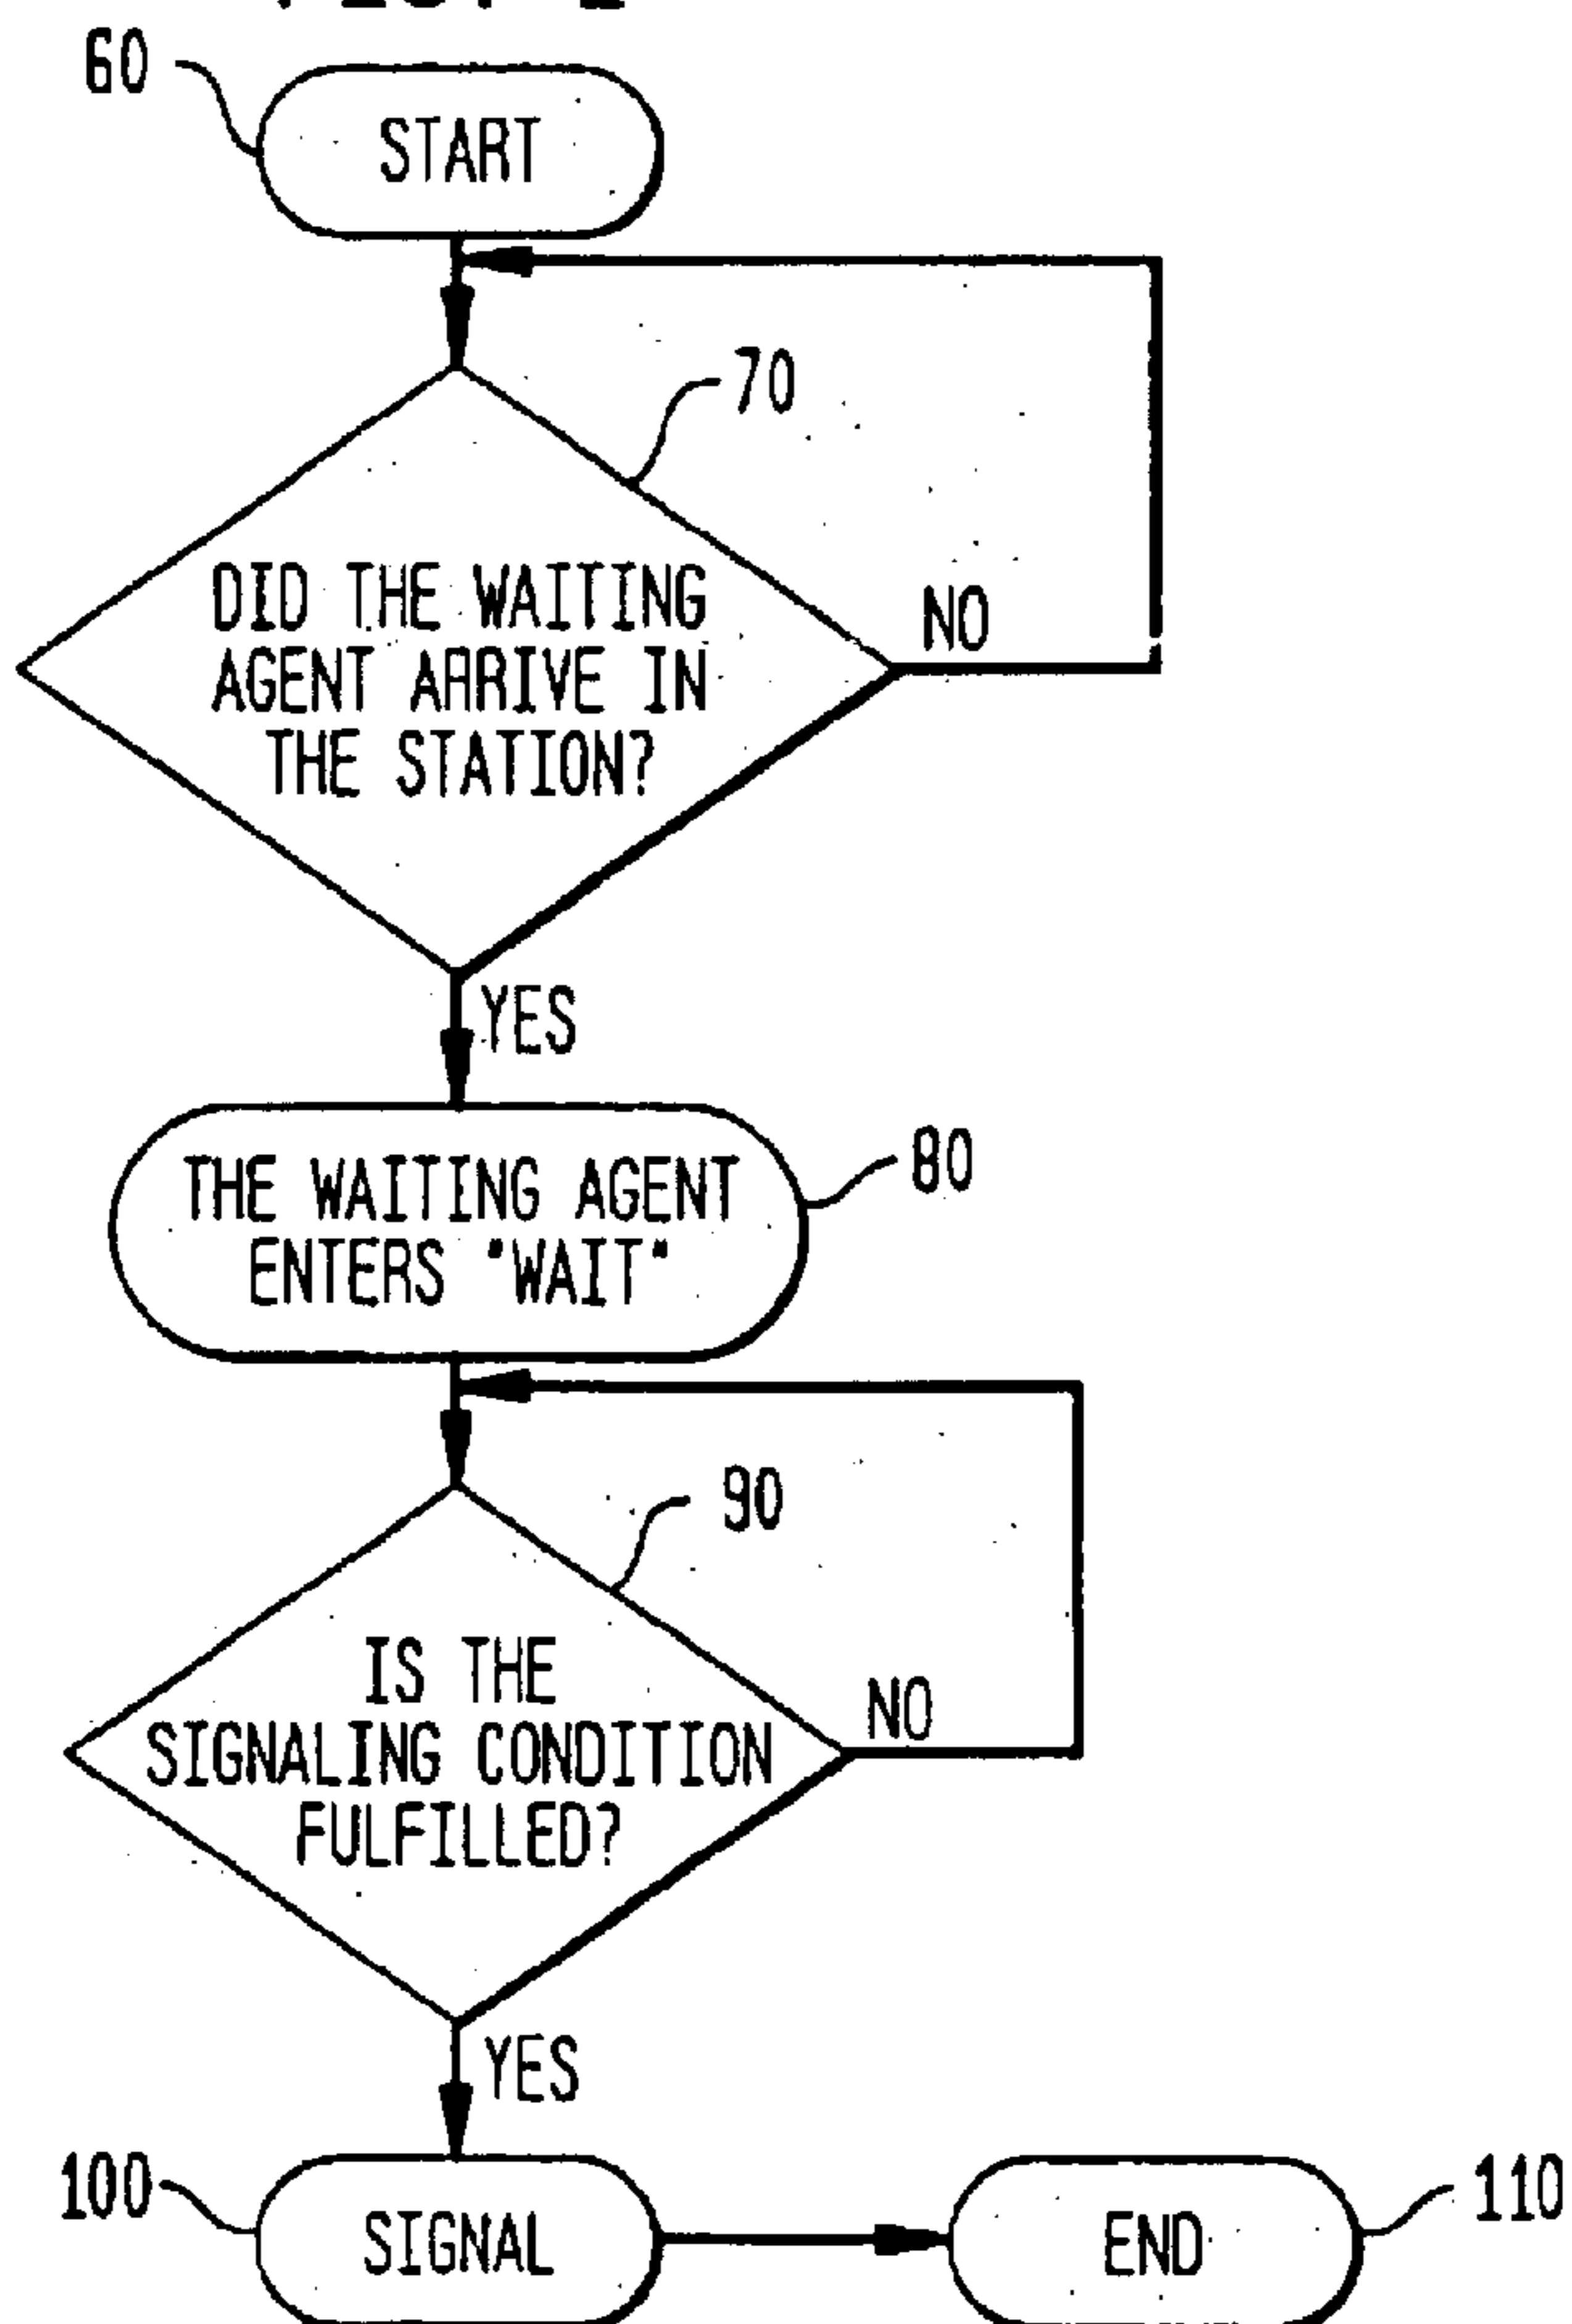 60
START
70
DID THE WAITING
AGENT ARRIVE IN
THE STATION?
NO
YES
THE WAITING AGENT
ENTERS "WAIT"
80
90
IS THE
SIGNALING CONDITION
FULFILLED?
NO
YES
100
SIGNAL
END
110